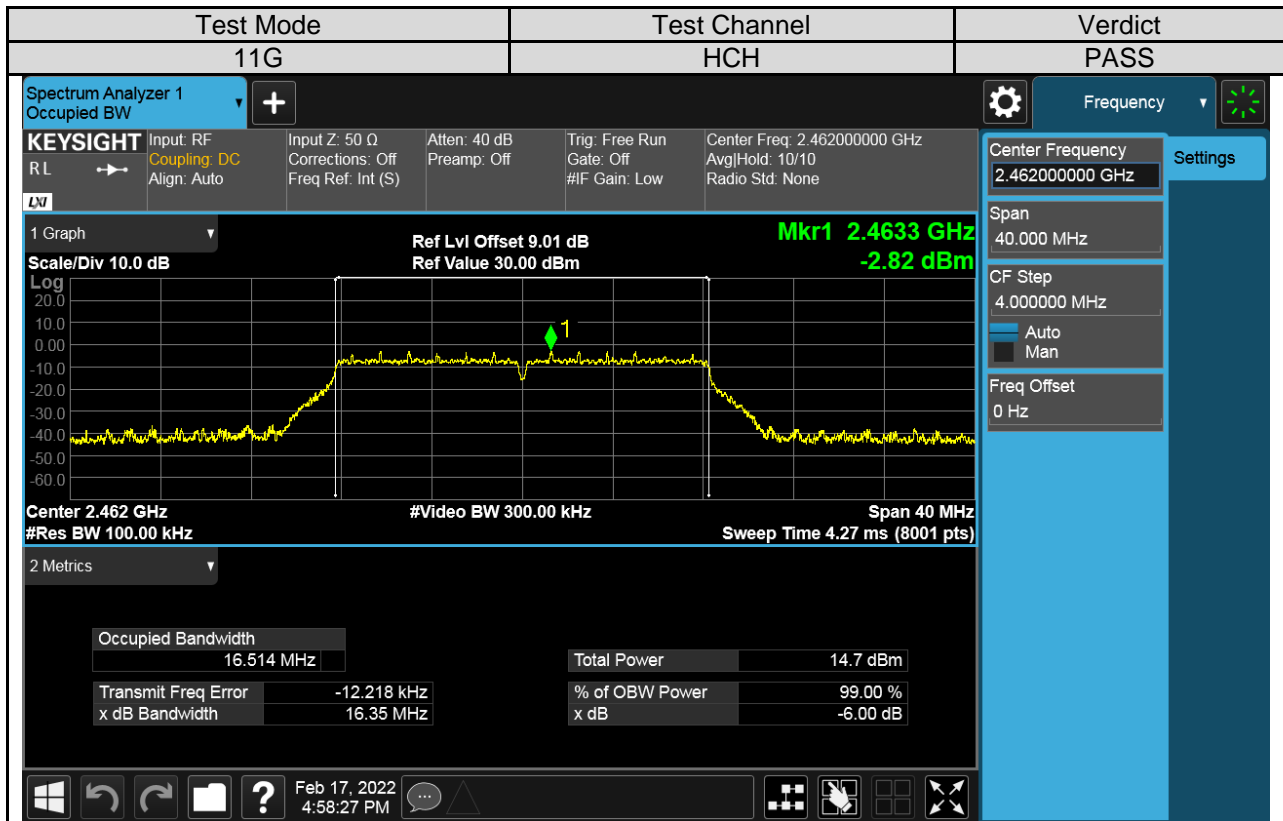 Test Mode Test Channel Verdict
11G HCH PASS
Spectrum Analyzer 1
Occupied BW
+
Frequency
KEYSIGHT Input: RF Input Z: 50 Ω Atten: 40 dB Trig: Free Run Center Freq: 2.462000000 GHz
RL Coupling: DC Corrections: Off Preamp: Off Gate: Off Avg|Hold: 10/10
Align: Auto Freq Ref: Int (S) #IF Gain: Low Radio Std: None
LXI
Center Frequency
2.462000000 GHz
Settings
Span
40.000 MHz
CF Step
4.000000 MHz
Auto
Man
Freq Offset
0 Hz
1 Graph Ref Lvl Offset 9.01 dB Mkr1 2.4633 GHz
Scale/Div 10.0 dB Ref Value 30.00 dBm -2.82 dBm
Log
20.0
10.0
1
0.00
-10.0
-20.0
-30.0
-40.0
-50.0
-60.0
Center 2.462 GHz #Video BW 300.00 kHz Span 40 MHz
#Res BW 100.00 kHz Sweep Time 4.27 ms (8001 pts)
2 Metrics
Occupied Bandwidth
16.514 MHz Total Power 14.7 dBm
Transmit Freq Error -12.218 kHz % of OBW Power 99.00 %
x dB Bandwidth 16.35 MHz x dB -6.00 dB
? Feb 17, 2022
4:58:27 PM